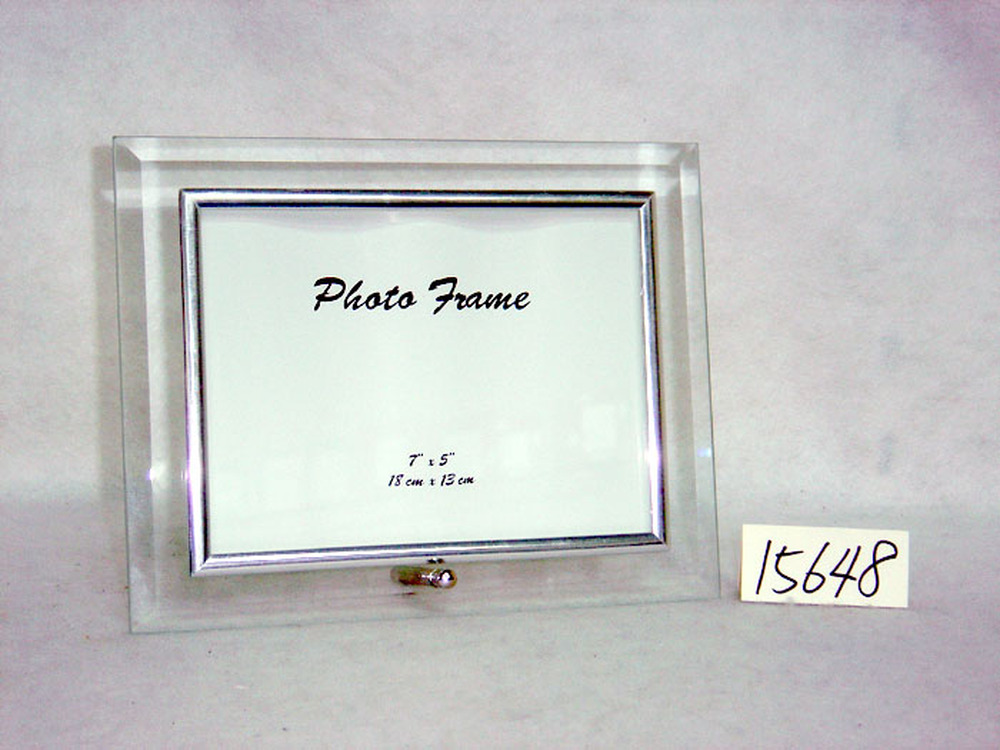 Photo Frame
7" x 5"
18 cm x 13 cm
15648